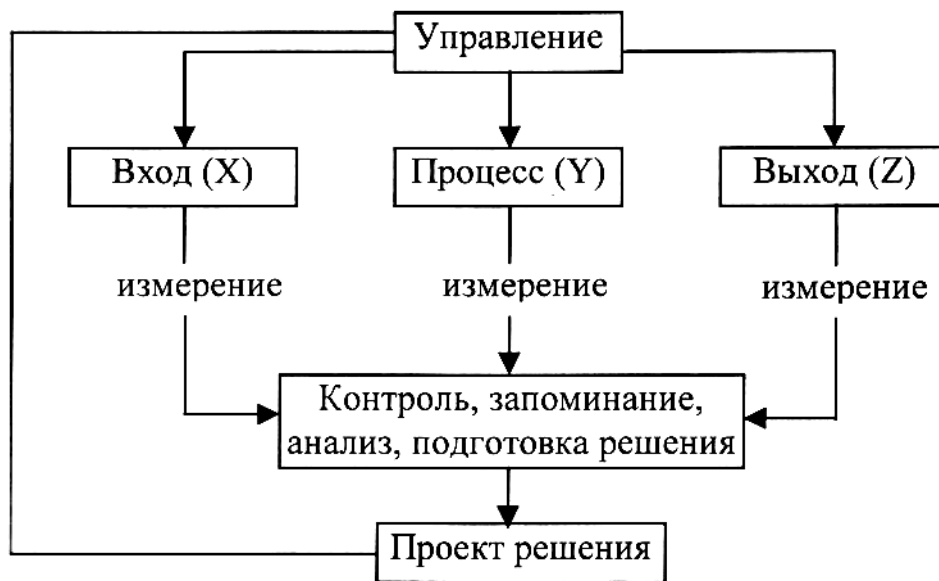 Управление
Вход (X)
Процесс (Y)
Выход (Z)
измерение
измерение
измерение
Контроль, запоминание,
анализ, подготовка решения
Проект решения